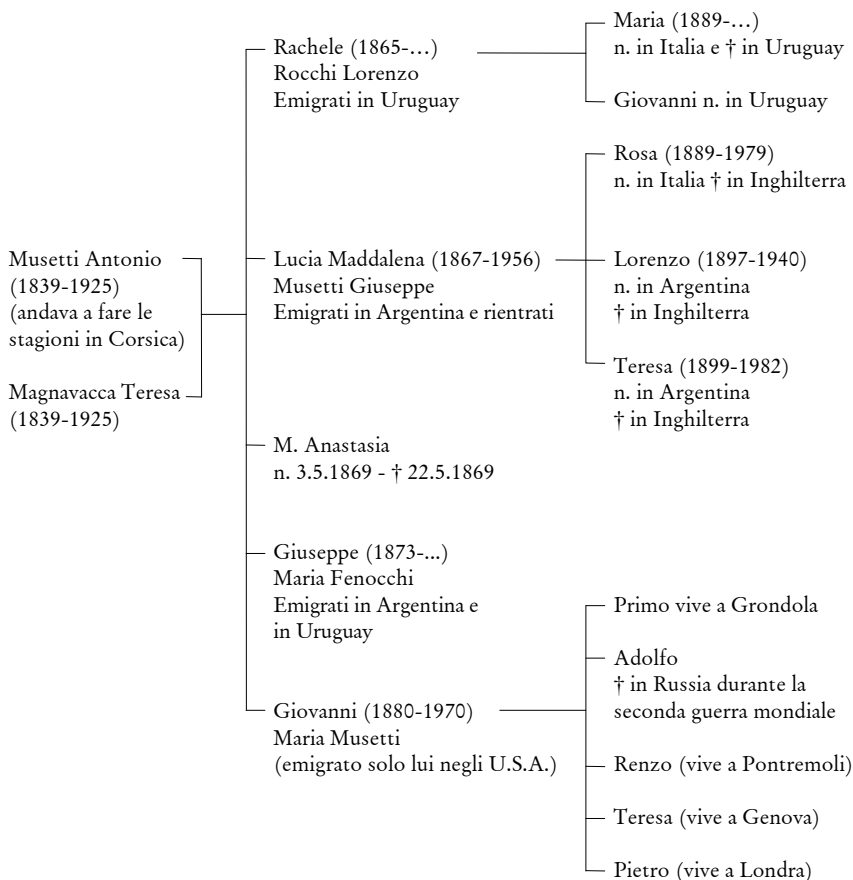 Musetti Antonio
(1839-1925)
(andava a fare le
stagioni in Corsica)
Magnavacca Teresa
(1839-1925)
Rachele (1865-…)
Rocchi Lorenzo
Emigrati in Uruguay
Maria (1889-…)
n. in Italia e † in Uruguay
Giovanni n. in Uruguay
Lucia Maddalena (1867-1956)
Musetti Giuseppe
Emigrati in Argentina e rientrati
Rosa (1889-1979)
n. in Italia † in Inghilterra
Lorenzo (1897-1940)
n. in Argentina
† in Inghilterra
Teresa (1899-1982)
n. in Argentina
† in Inghilterra
M. Anastasia
n. 3.5.1869 - † 22.5.1869
Giuseppe (1873-...)
Maria Fenocchi
Emigrati in Argentina e
in Uruguay
Giovanni (1880-1970)
Maria Musetti
(emigrato solo lui negli U.S.A.)
Primo vive a Grondola
Adolfo
† in Russia durante la
seconda guerra mondiale
Renzo (vive a Pontremoli)
Teresa (vive a Genova)
Pietro (vive a Londra)